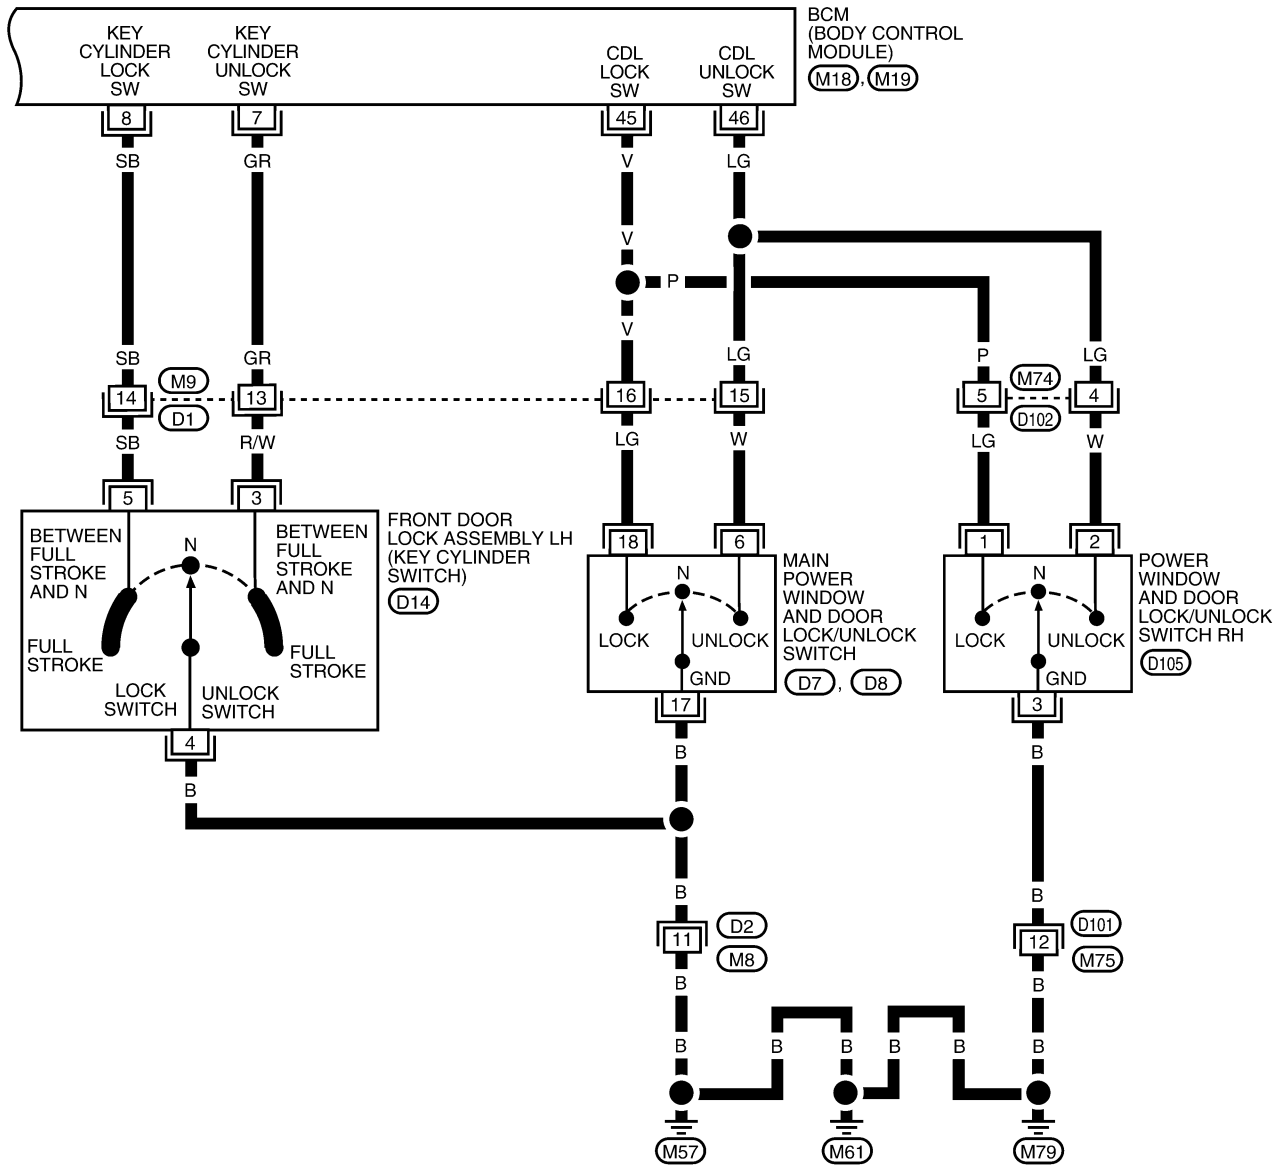 KEY
CYLINDER
LOCK
SW
KEY
CYLINDER
UNLOCK
SW
CDL
LOCK
SW
CDL
UNLOCK
SW
BCM
(BODY CONTROL
MODULE)
M18, M19
8
7
45
46
SB
GR
V
LG
V
P
V
SB
GR
LG
P
LG
14
M9
D1
13
16
15
5
M74
D102
4
SB
R/W
LG
W
LG
W
5
3
18
6
1
2
BETWEEN
FULL
STROKE
AND N
N
BETWEEN
FULL
STROKE
AND N
FULL
STROKE
FULL
STROKE
LOCK
SWITCH
UNLOCK
SWITCH
FRONT DOOR
LOCK ASSEMBLY LH
(KEY CYLINDER
SWITCH)
D14
N
LOCK
UNLOCK
GND
MAIN
POWER
WINDOW
AND DOOR
LOCK/UNLOCK
SWITCH
D7, D8
N
LOCK
UNLOCK
GND
POWER
WINDOW
AND DOOR
LOCK/UNLOCK
SWITCH RH
D105
4
17
3
B
B
B
B
B
11
D2
M8
12
D101
M75
B
B
B
B
B
B
B
B
M57
M61
M79